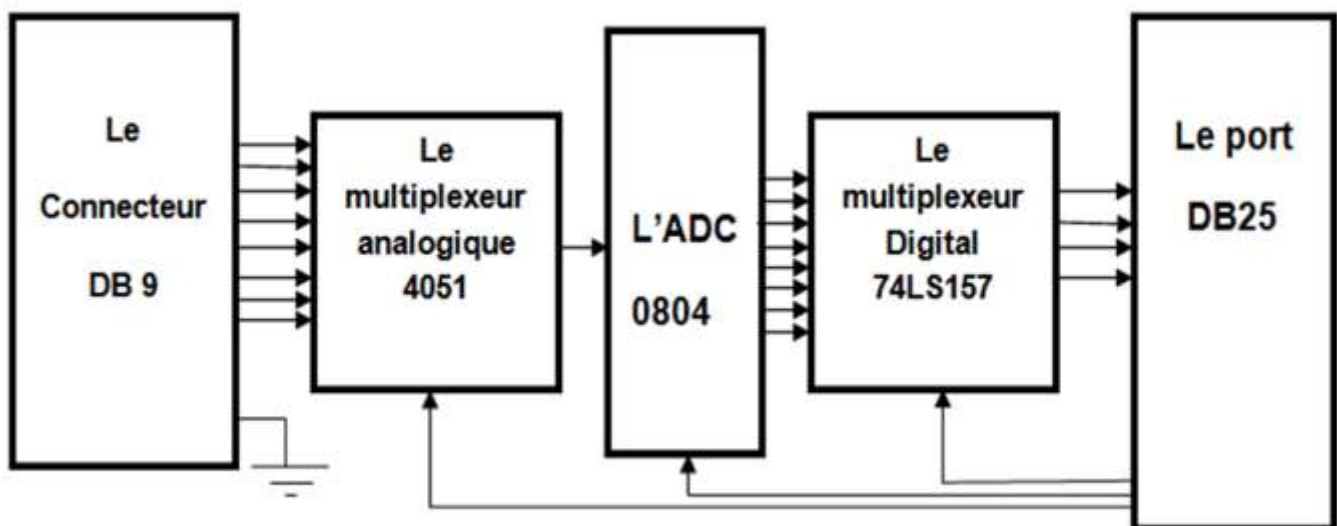 Le
Connecteur
DB 9
Le
multiplexeur
analogique
4051
L'ADC
0804
Le
multiplexeur
Digital
74LS157
Le port
DB25